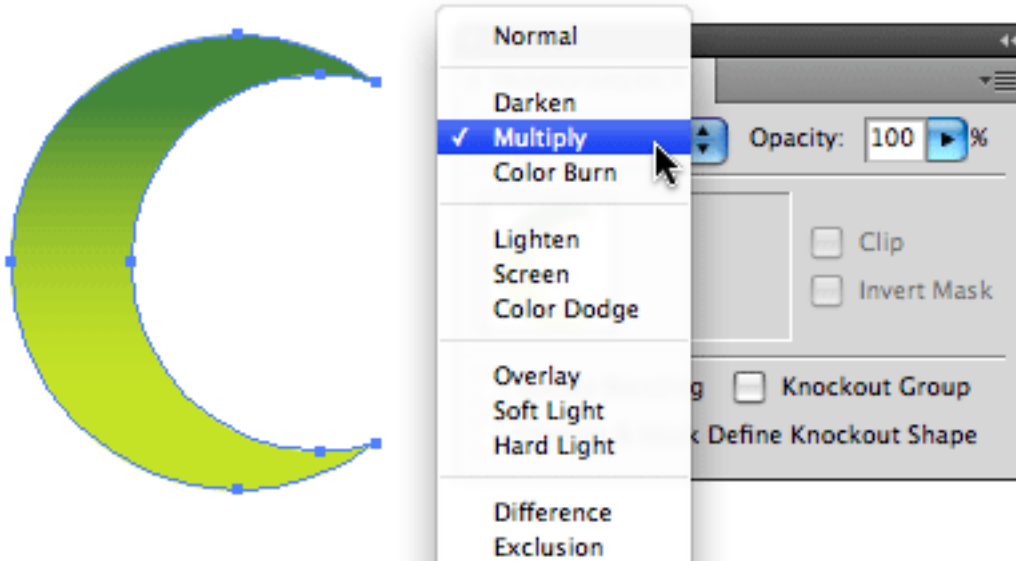 Normal
Darken
✓ Multiply
Color Burn
Lighten
Screen
Color Dodge
Overlay
Soft Light
Hard Light
Difference
Exclusion
Opacity: 100 %
Clip
Invert Mask
Knockout Group
Define Knockout Shape